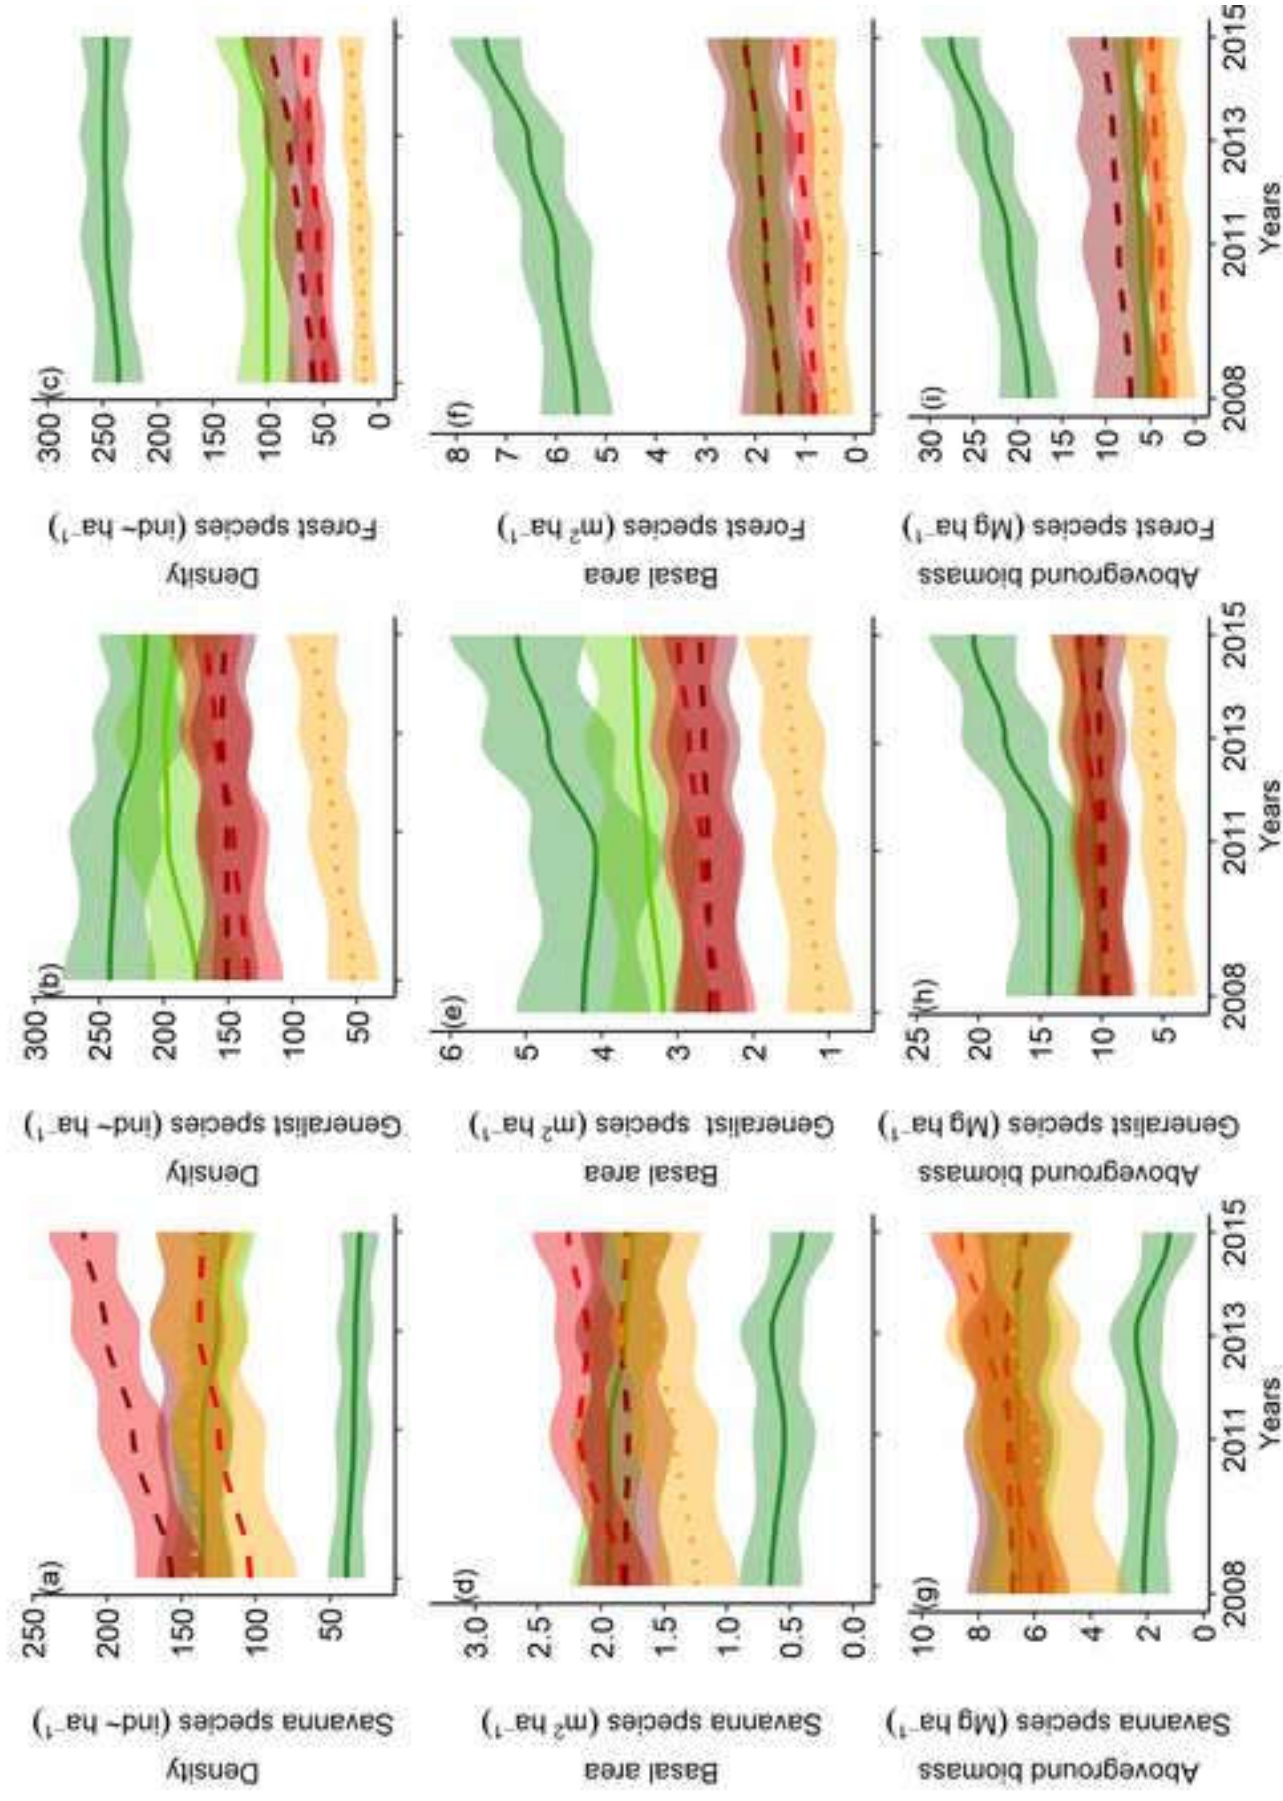 Density
Savanna species (ind~ ha⁻¹)
(a)
250
200
150
100
50
Density
Generalist species (ind~ ha⁻¹)
(b)
300
250
200
150
100
50
Density
Forest species (ind~ ha⁻¹)
(c)
300
250
200
150
100
50
0
Basal area
Savanna species (m² ha⁻¹)
(d)
3.0
2.5
2.0
1.5
1.0
0.5
0.0
Basal area
Generalist species (m² ha⁻¹)
(e)
6
5
4
3
2
1
Basal area
Forest species (m² ha⁻¹)
(f)
8
7
6
5
4
3
2
1
0
Aboveground biomass
Savanna species (Mg ha⁻¹)
(g)
10
8
6
4
2
0
2008 2011 2013 2015
Years
Aboveground biomass
Generalist species (Mg ha⁻¹)
(h)
25
20
15
10
5
2008 2011 2013 2015
Years
Aboveground biomass
Forest species (Mg ha⁻¹)
(i)
30
20
15
10
5
0
2008 2011 2013 2015
Years